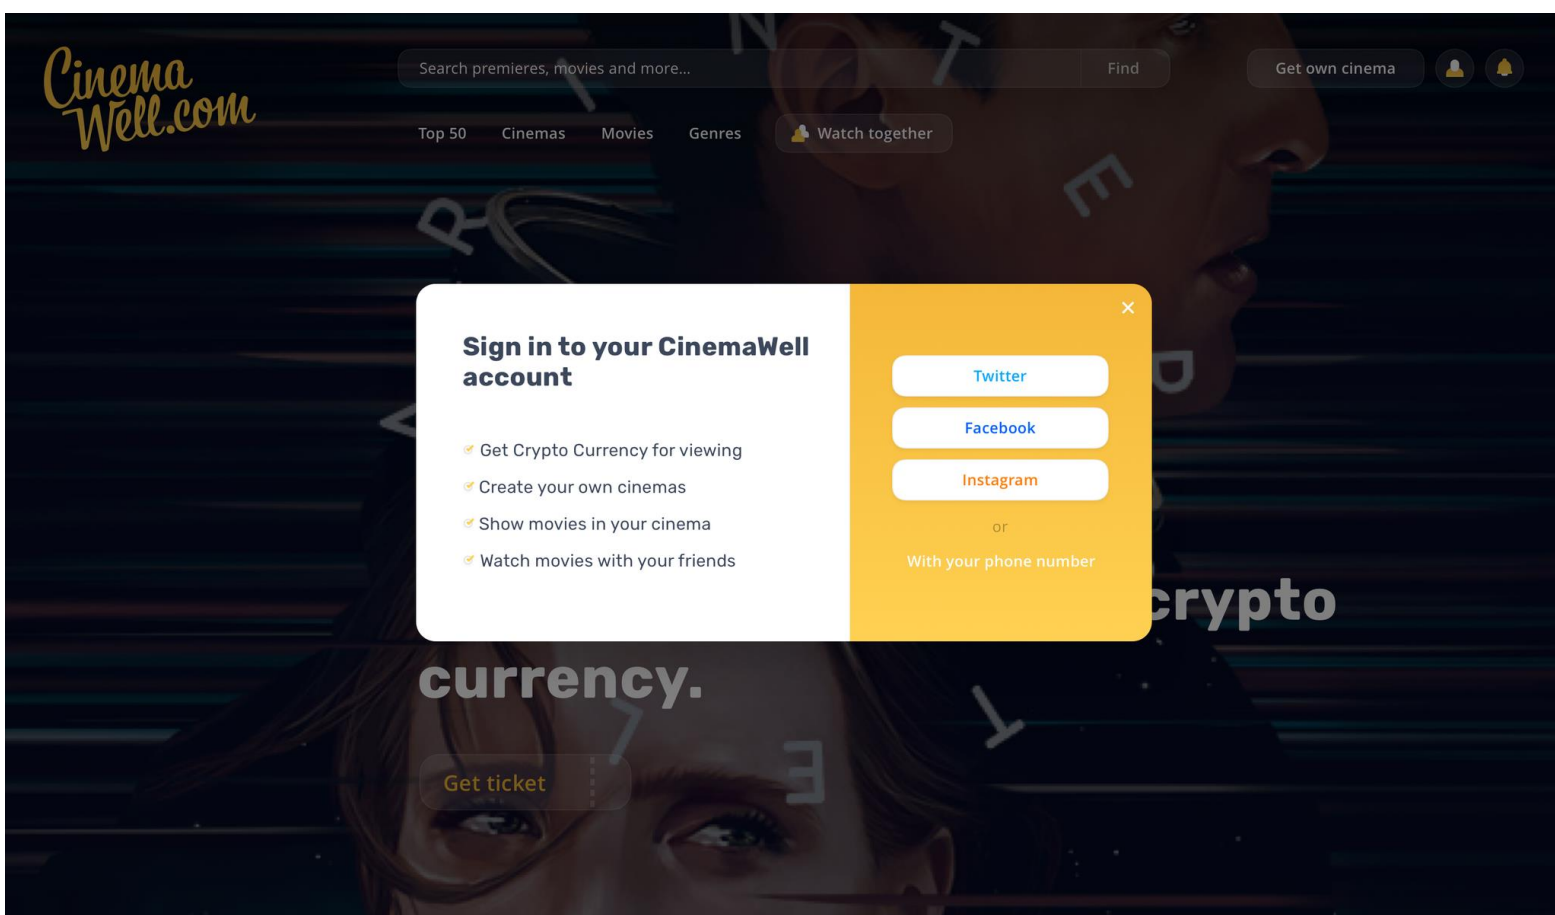 Cinema
Well.com
Search premieres, movies and more...
Find
Get own cinema
Top 50
Cinemas
Movies
Genres
Watch together
Sign in to your CinemaWell
account
Get Crypto Currency for viewing
Create your own cinemas
Show movies in your cinema
Watch movies with your friends
Twitter
Facebook
Instagram
or
With your phone number
crypto
currency.
Get ticket